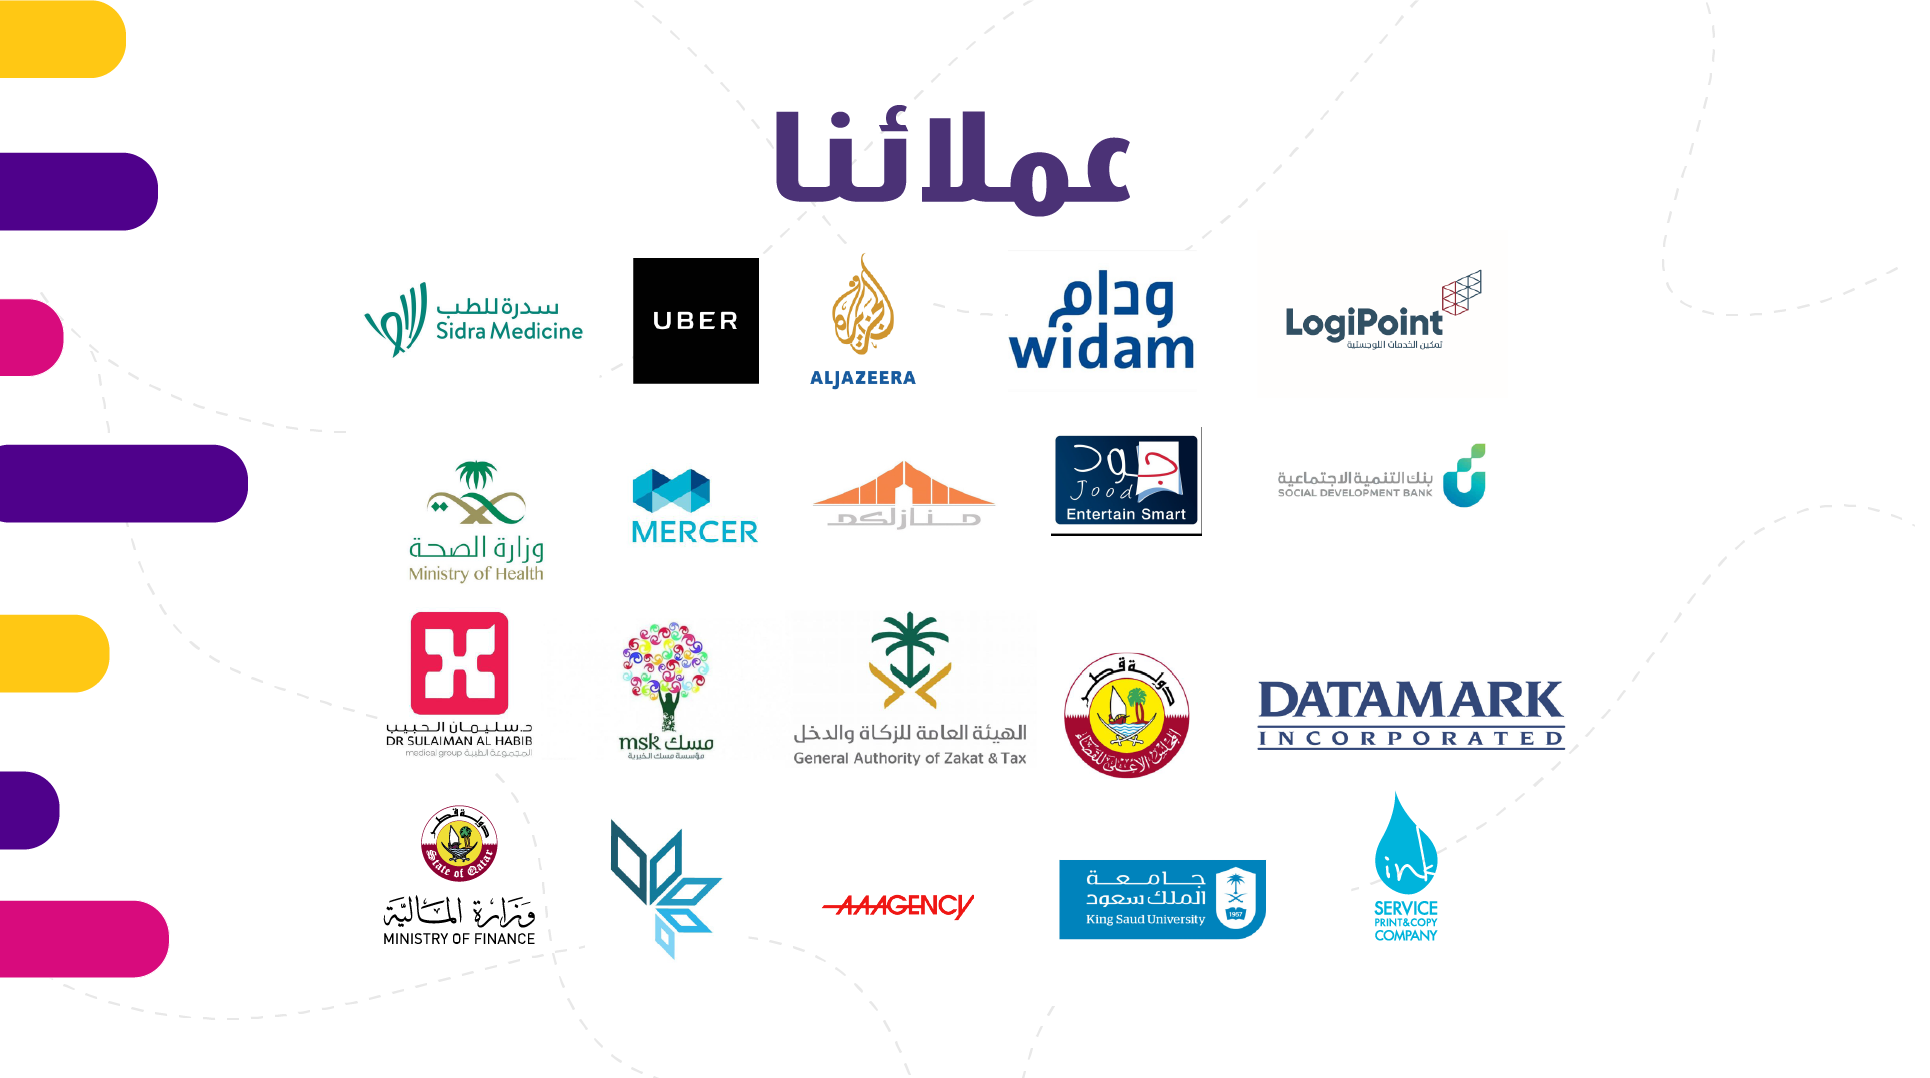 عملائنا
سدرة للطب
Sidra Medicine
UBER
الجزيرة
ALJAZEERA
ودام
widam
LogiPoint
تمكين الخدمات اللوجستية
وزارة الصحة
Ministry of Health
MERCER
منازلكم
جود
Jood
Entertain Smart
بنك التنمية الاجتماعية
SOCIAL DEVELOPMENT BANK
د.سليمان الحبيب
DR SULAIMAN AL HABIB
medical group المجموعة الطبية
msk مسك
مؤسسة مسك الخيرية
الهيئة العامة للزكاة والدخل
General Authority of Zakat & Tax
دولة قطر
المجلس الأعلى للقضاء
DATAMARK
INCORPORATED
دولة قطر
State of Qatar
وزارة المالية
MINISTRY OF FINANCE
AAAGENCY
جامعة
الملك سعود
King Saud University
1957
ink
SERVICE
PRINT&COPY
COMPANY